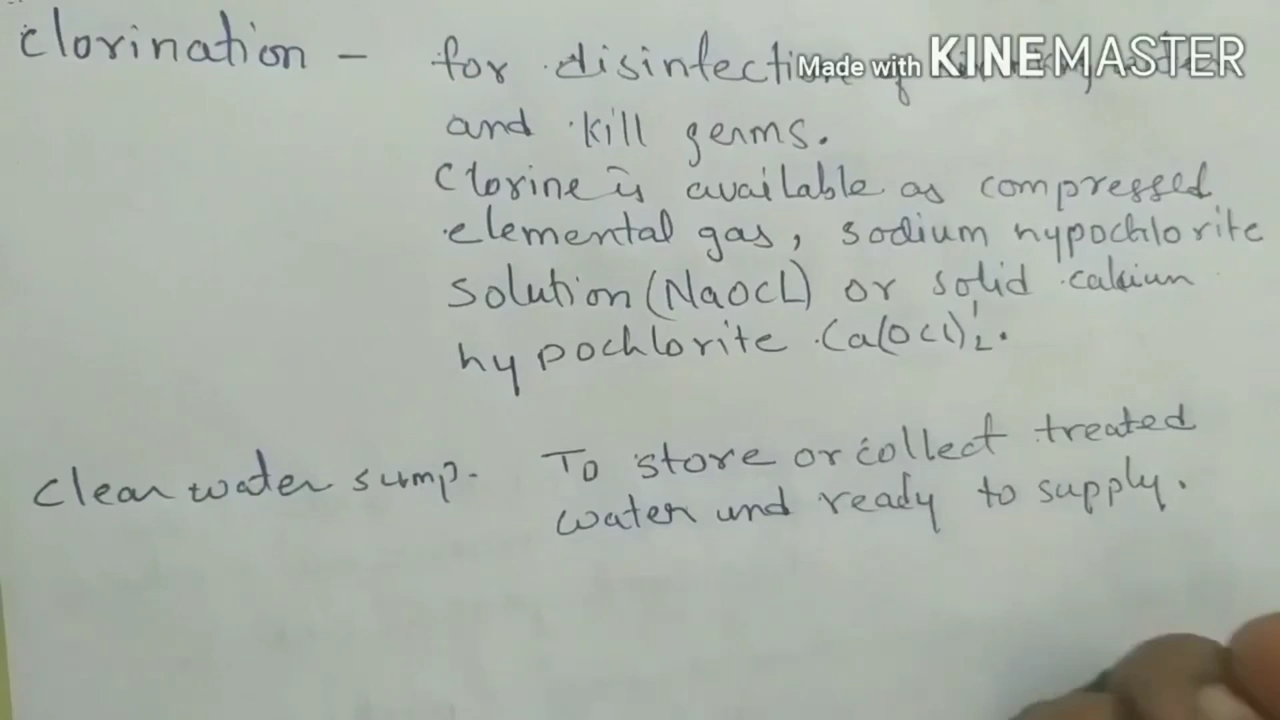 Clorination - for disinfection of
Made with KINEMASTER
and kill germs.
Clorine is available as compressed
elemental gas, sodium hypochlorite
solution (NaOCL) or solid calcium
hypochlorite Ca(OCl)2.
Clear water sump. To store or collect treated
water and ready to supply.